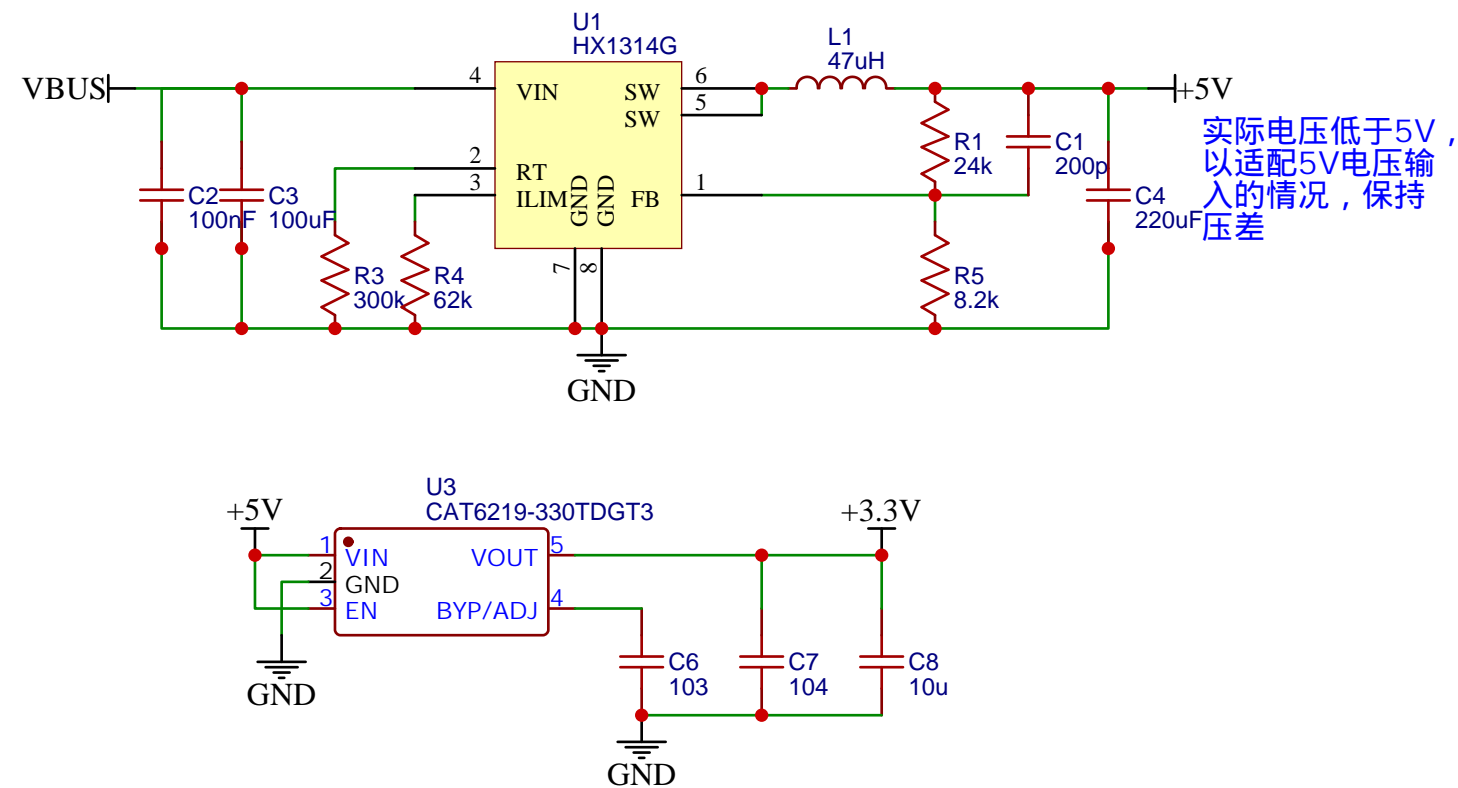 U1
HX1314G
L1
47uH
VBUS
4
VIN
SW
6
SW
5
+5V
实际电压低于5V，
以适配5V电压输
入的情况，保持
压差
2
RT
3
ILIM
GND
GND
FB
1
R1
24k
C1
200p
C2
100nF
C3
100uF
C4
220uF
7
8
R3
300k
R4
62k
R5
8.2k
GND
U3
CAT6219-330TDGT3
+5V
+3.3V
1
VIN
VOUT
5
2
GND
3
EN
BYP/ADJ
4
C6
103
C7
104
C8
10u
GND
GND